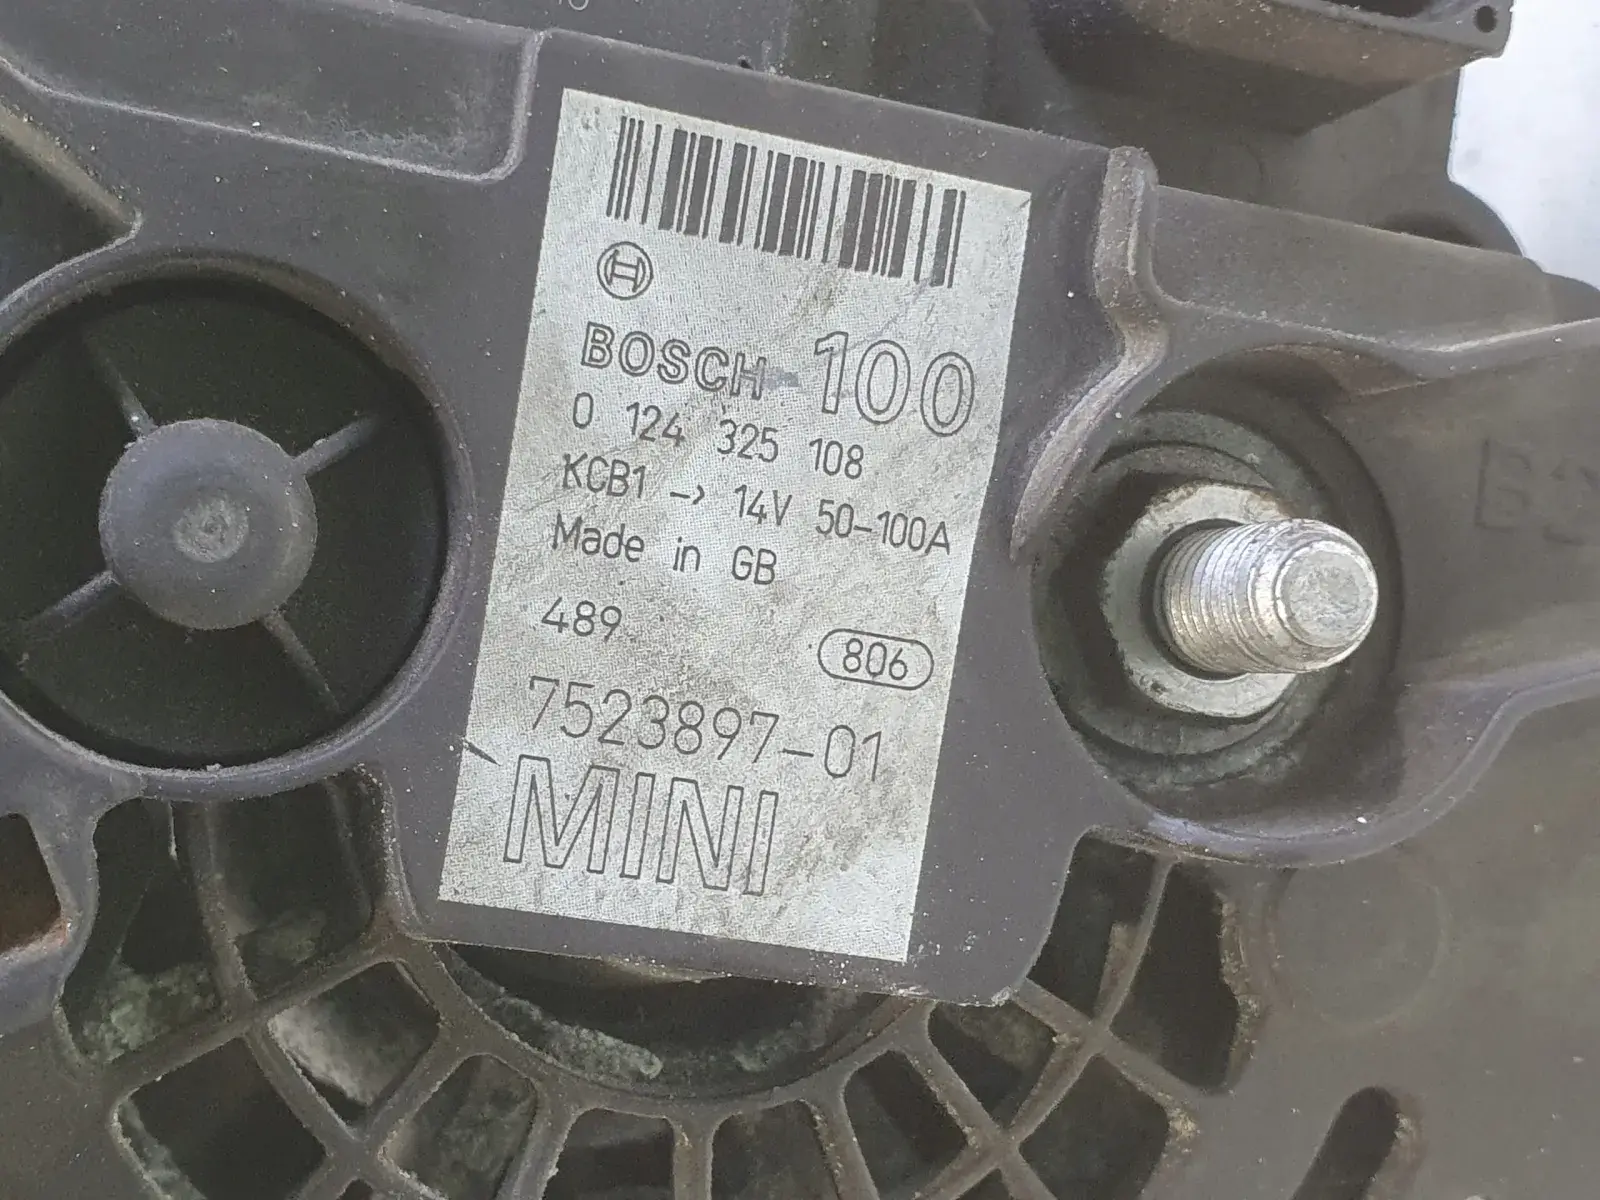 BOSCH 100
0 124 325 108
KCB1 -> 14V 50-100A
Made in GB
489 806
7523897-01
MINI